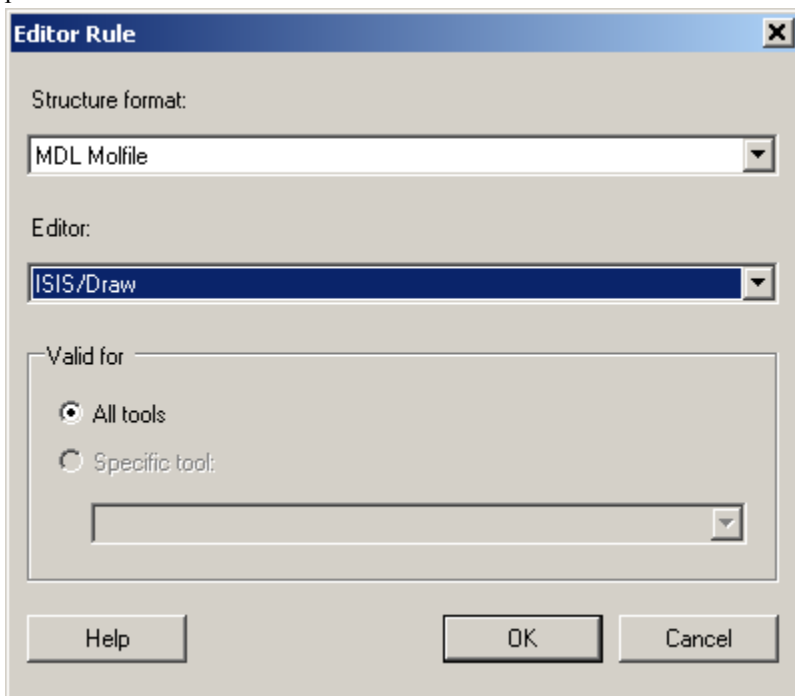 Editor Rule
Structure format:
MDL Molfile
Editor:
ISIS/Draw
Valid for
All tools
Specific tool:
Help OK Cancel